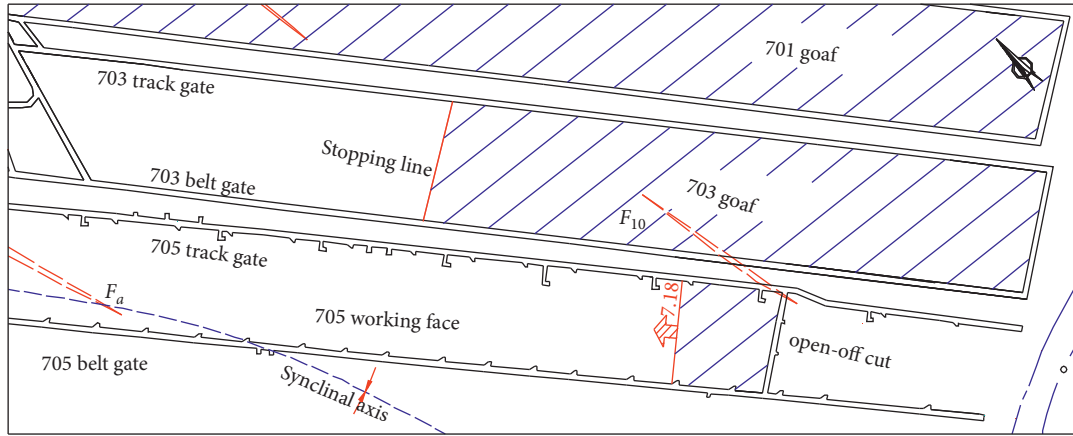 701 goaf
703 track gate
Stopping line
703 belt gate
703 goaf
F10
705 track gate
Fa
7.18
705 working face
open-off cut
705 belt gate
Synclinal axis